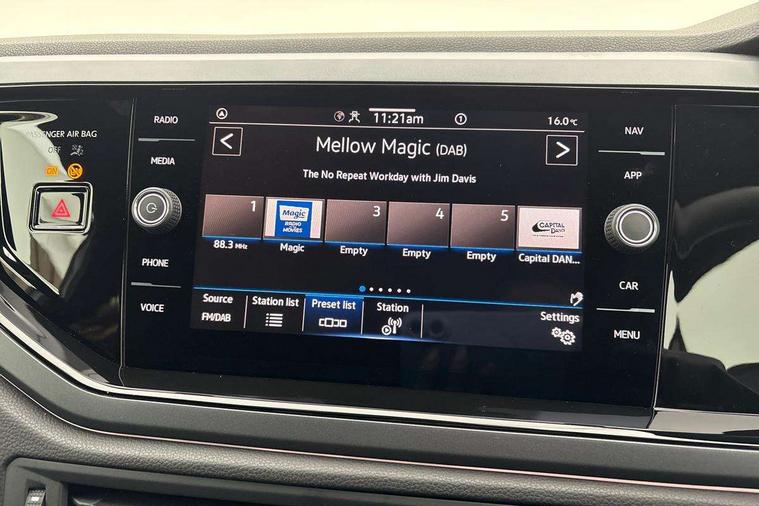 PASSENGER AIR BAG
OFF
ON
RADIO
MEDIA
PHONE
VOICE
11:21am
1
16.0°C
<
Mellow Magic (DAB)
>
The No Repeat Workday with Jim Davis
1
88.3 MHz
Magic
RADIO
MOVIES
Magic
3
Empty
4
Empty
5
Empty
CAPITAL
DANCE
Capital DAN...
Source
FM/DAB
Station list
Preset list
Station
Settings
NAV
APP
CAR
MENU